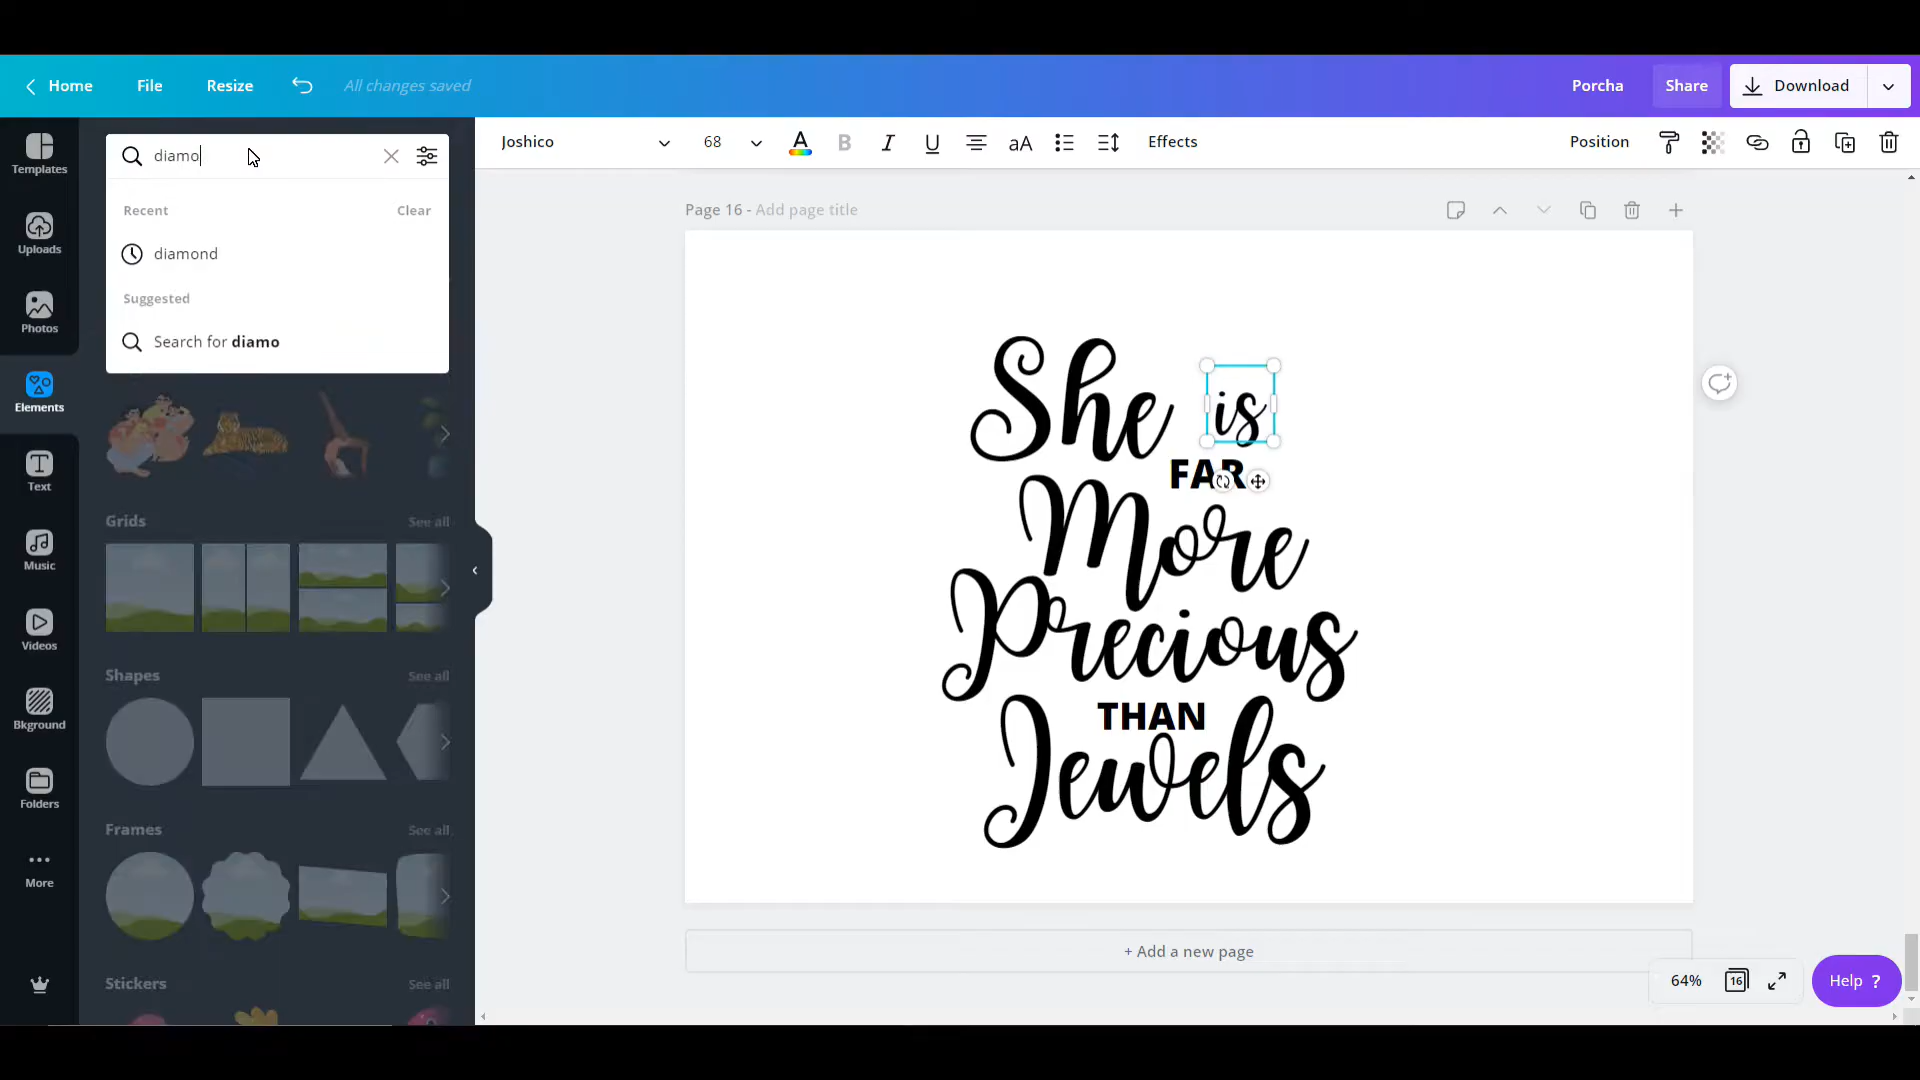 Home File Resize All changes saved Porcha Share Download
Joshico 68 A B I U aA Effects Position
diamo
Recent Clear
diamond
Suggested
Search for diamo
Templates
Uploads
Photos
Elements
Text
Music
Videos
Bkground
Folders
More
Grids See all
Shapes See all
Frames See all
Stickers See all
Page 16 - Add page title
She is
FAR
More
Precious
THAN
Jewels
+ Add a new page
64% 16 Help ?